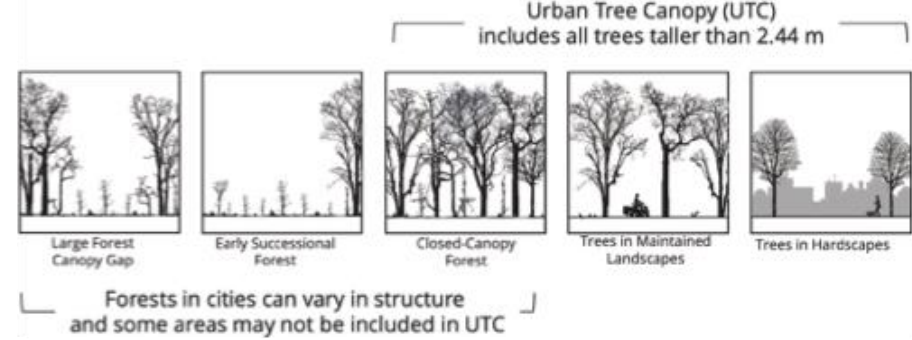 Urban Tree Canopy (UTC)
includes all trees taller than 2.44 m
Large Forest
Canopy Gap
Early Successional
Forest
Closed-Canopy
Forest
Trees in Maintained
Landscapes
Trees in Hardscapes
Forests in cities can vary in structure
and some areas may not be included in UTC